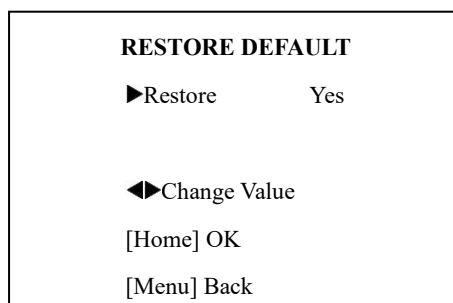 RESTORE DEFAULT
▶Restore Yes
◀▶Change Value
[Home] OK
[Menu] Back